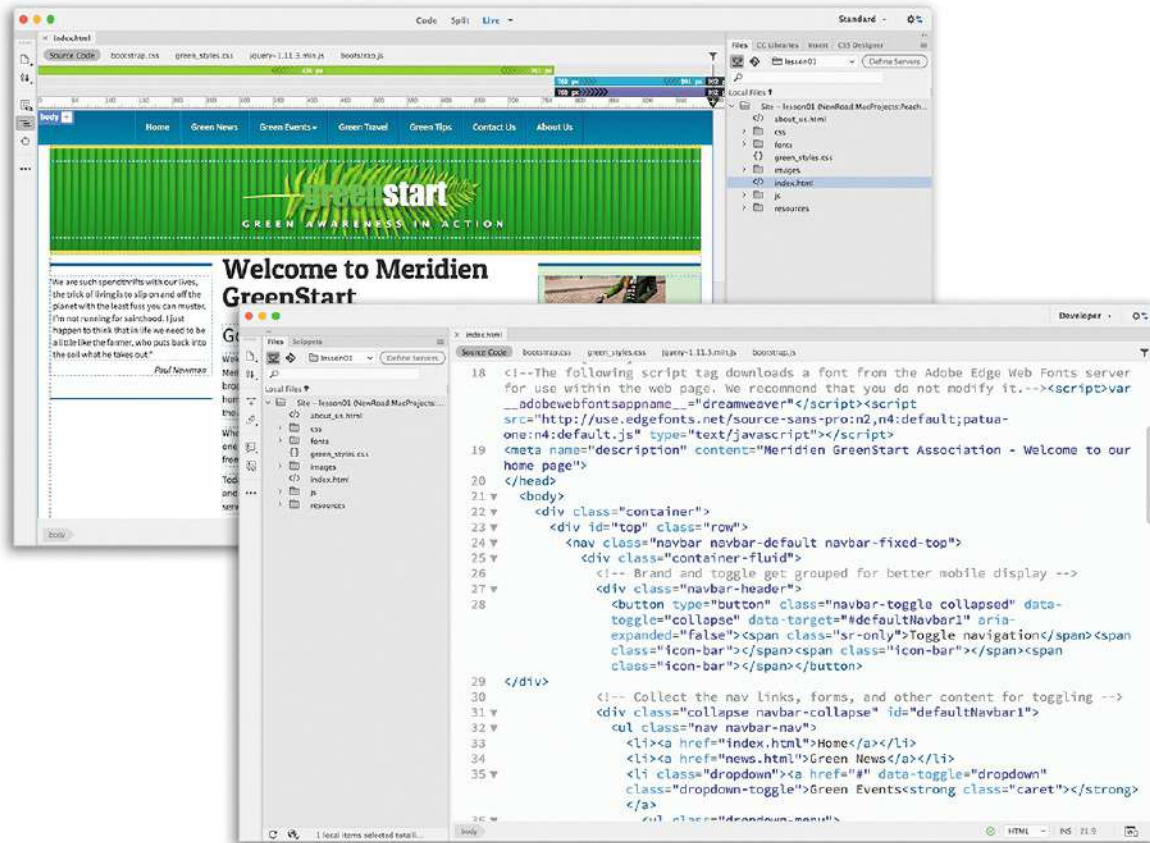 Code Split Live
Standard
index.html
Source Code bootstrap.css green_styles.css jquery-1.11.3.min.js bootstrap.js
Files CC Libraries Insert CSS Designer
lesson01 Define Servers
Local Files
Site - lesson01 (NewRoad MacProjects:Peach...
about_us.html
css
fonts
green_styles.css
images
index.html
js
resources
768 px
768 px
body +
Home Green News Green Events Green Travel Green Tips Contact Us About Us
greenstart
GREEN AWARENESS IN ACTION
We are such spendthrifts with our lives,
the trick of living is to slip on and off the
planet with the least fuss you can muster.
I'm not running for sainthood. I just
happen to think that in life we need to be
a little like the farmer, who puts back into
the soil what he takes out."
Paul Newman
Welcome to Meridien
GreenStart
body
Developer
Files Snippets
lesson01 Define Servers
Local Files
Site - lesson01 (NewRoad MacProjects:...
about_us.html
css
fonts
green_styles.css
images
index.html
js
resources
1 local items selected totalli...
index.html
Source Code bootstrap.css green_styles.css jquery-1.11.3.min.js bootstrap.js
18 <!--The following script tag downloads a font from the Adobe Edge Web Fonts server
for use within the web page. We recommend that you do not modify it.--><script>var
__adobewebfontsappname__="dreamweaver"</script><script
src="http://use.edgefonts.net/source-sans-pro:n2,n4:default;patua-
one:n4:default.js" type="text/javascript"></script>
19 <meta name="description" content="Meridien GreenStart Association - Welcome to our
home page">
20 </head>
21 <body>
22 <div class="container">
23 <div id="top" class="row">
24 <nav class="navbar navbar-default navbar-fixed-top">
25 <div class="container-fluid">
26 <!-- Brand and toggle get grouped for better mobile display -->
27 <div class="navbar-header">
28 <button type="button" class="navbar-toggle collapsed" data-
toggle="collapse" data-target="#defaultNavbar1" aria-
expanded="false"><span class="sr-only">Toggle navigation</span><span
class="icon-bar"></span><span class="icon-bar"></span><span
class="icon-bar"></span></button>
29 </div>
30 <!-- Collect the nav links, forms, and other content for toggling -->
31 <div class="collapse navbar-collapse" id="defaultNavbar1">
32 <ul class="nav navbar-nav">
33 <li><a href="index.html">Home</a></li>
34 <li><a href="news.html">Green News</a></li>
35 <li class="dropdown"><a href="#" data-toggle="dropdown"
class="dropdown-toggle">Green Events<strong class="caret"></strong>
</a>
<ul class="dropdown-menu">
body
HTML INS 21:9